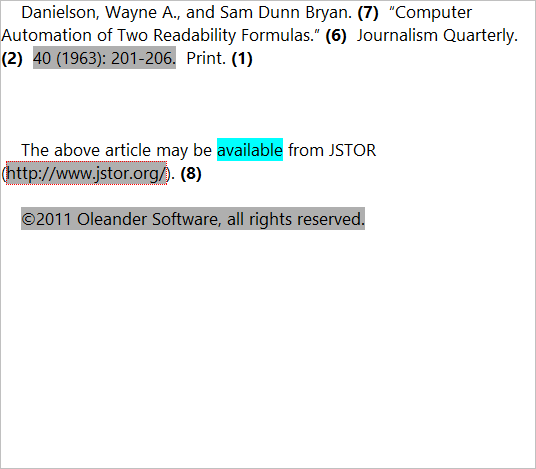 Danielson, Wayne A., and Sam Dunn Bryan. (7) “Computer
Automation of Two Readability Formulas.” (6) Journalism Quarterly.
(2) 40 (1963): 201-206. Print. (1)
The above article may be available from JSTOR
(http://www.jstor.org/). (8)
©2011 Oleander Software, all rights reserved.